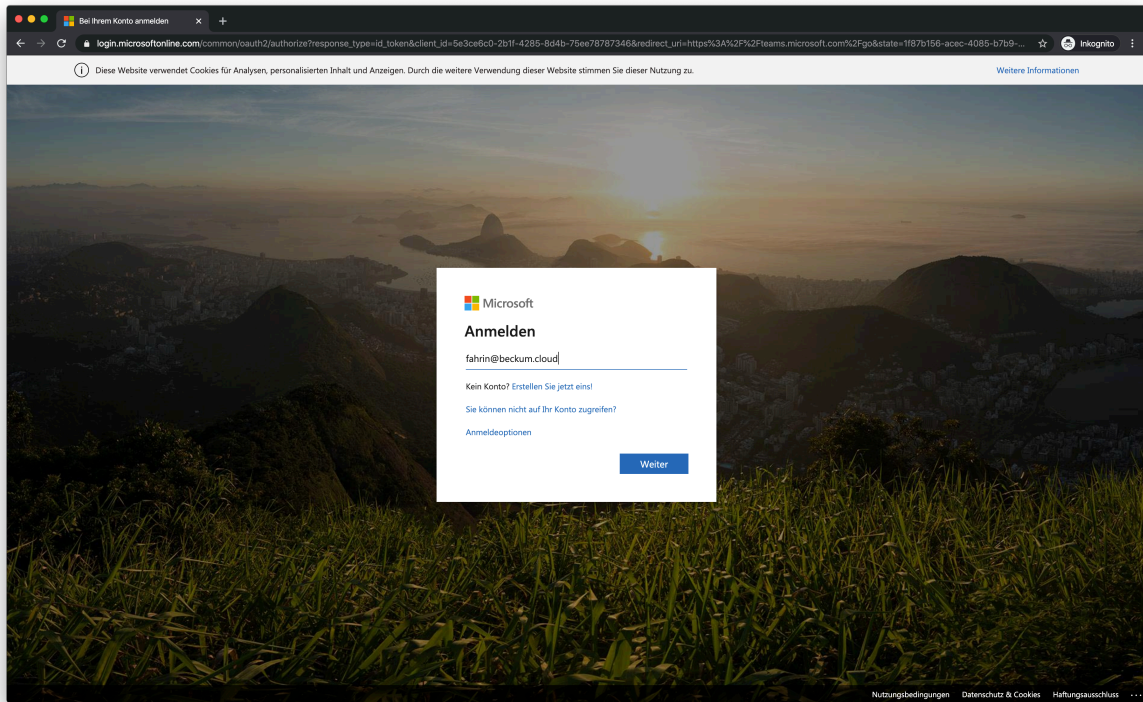 Bei Ihrem Konto anmelden
login.microsoftonline.com/common/oauth2/authorize?response_type=id_token&client_id=5e3ce6c0-2b1f-4285-8d4b-75ee78787346&redirect_uri=https%3A%2F%2Fteams.microsoft.com%2Fgo&state=1f87b156-acec-4085-b7b9-...
Inkognito
Diese Website verwendet Cookies für Analysen, personalisierten Inhalt und Anzeigen. Durch die weitere Verwendung dieser Website stimmen Sie dieser Nutzung zu.
Weitere Informationen
Microsoft
Anmelden
fahrin@beckum.cloud
Kein Konto? Erstellen Sie jetzt eins!
Sie können nicht auf Ihr Konto zugreifen?
Anmeldeoptionen
Weiter
Nutzungsbedingungen Datenschutz & Cookies Haftungsausschluss ...